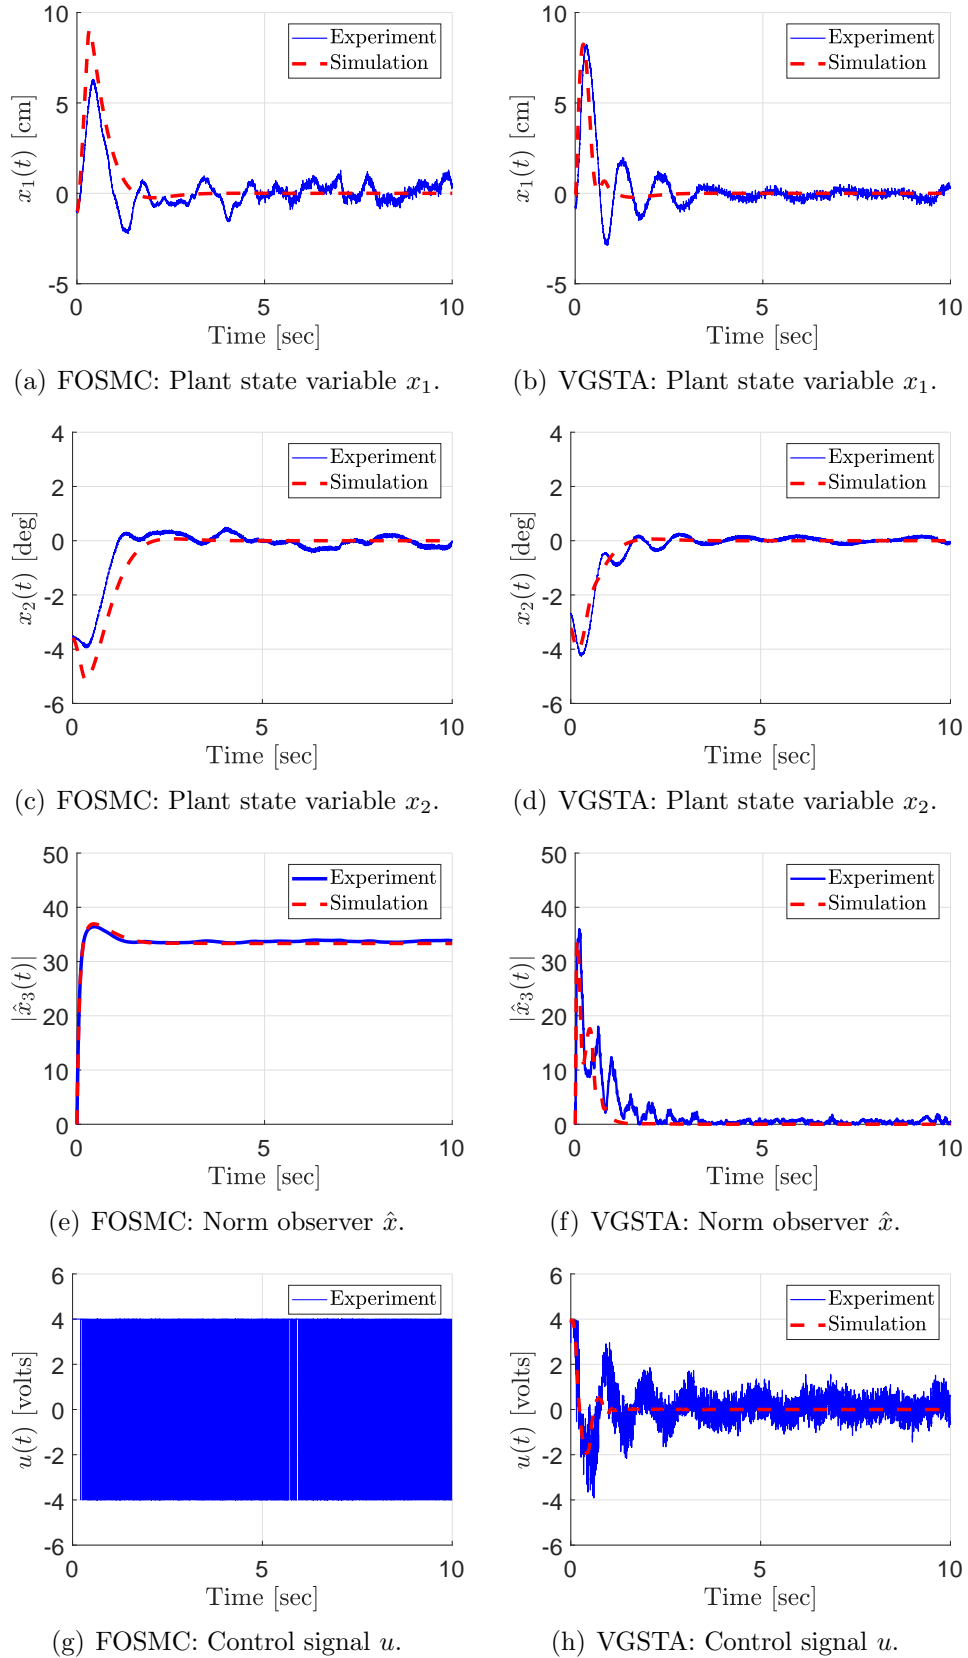 10
5
0
-5
x₁(t) [cm]
Experiment
Simulation
0
5
10
Time [sec]
(a) FOSMC: Plant state variable x₁.
10
5
0
-5
x₁(t) [cm]
Experiment
Simulation
0
5
10
Time [sec]
(b) VGSTA: Plant state variable x₁.
4
2
0
-2
-4
-6
x₂(t) [deg]
Experiment
Simulation
0
5
10
Time [sec]
(c) FOSMC: Plant state variable x₂.
4
2
0
-2
-4
-6
x₂(t) [deg]
Experiment
Simulation
0
5
10
Time [sec]
(d) VGSTA: Plant state variable x₂.
50
40
30
20
10
0
|x̂₃(t)|
Experiment
Simulation
0
5
10
Time [sec]
(e) FOSMC: Norm observer x̂.
50
40
30
20
10
0
|x̂₃(t)|
Experiment
Simulation
0
5
10
Time [sec]
(f) VGSTA: Norm observer x̂.
6
4
2
0
-2
-4
-6
u(t) [volts]
Experiment
0
5
10
Time [sec]
(g) FOSMC: Control signal u.
6
4
2
0
-2
-4
-6
u(t) [volts]
Experiment
Simulation
0
5
10
Time [sec]
(h) VGSTA: Control signal u.